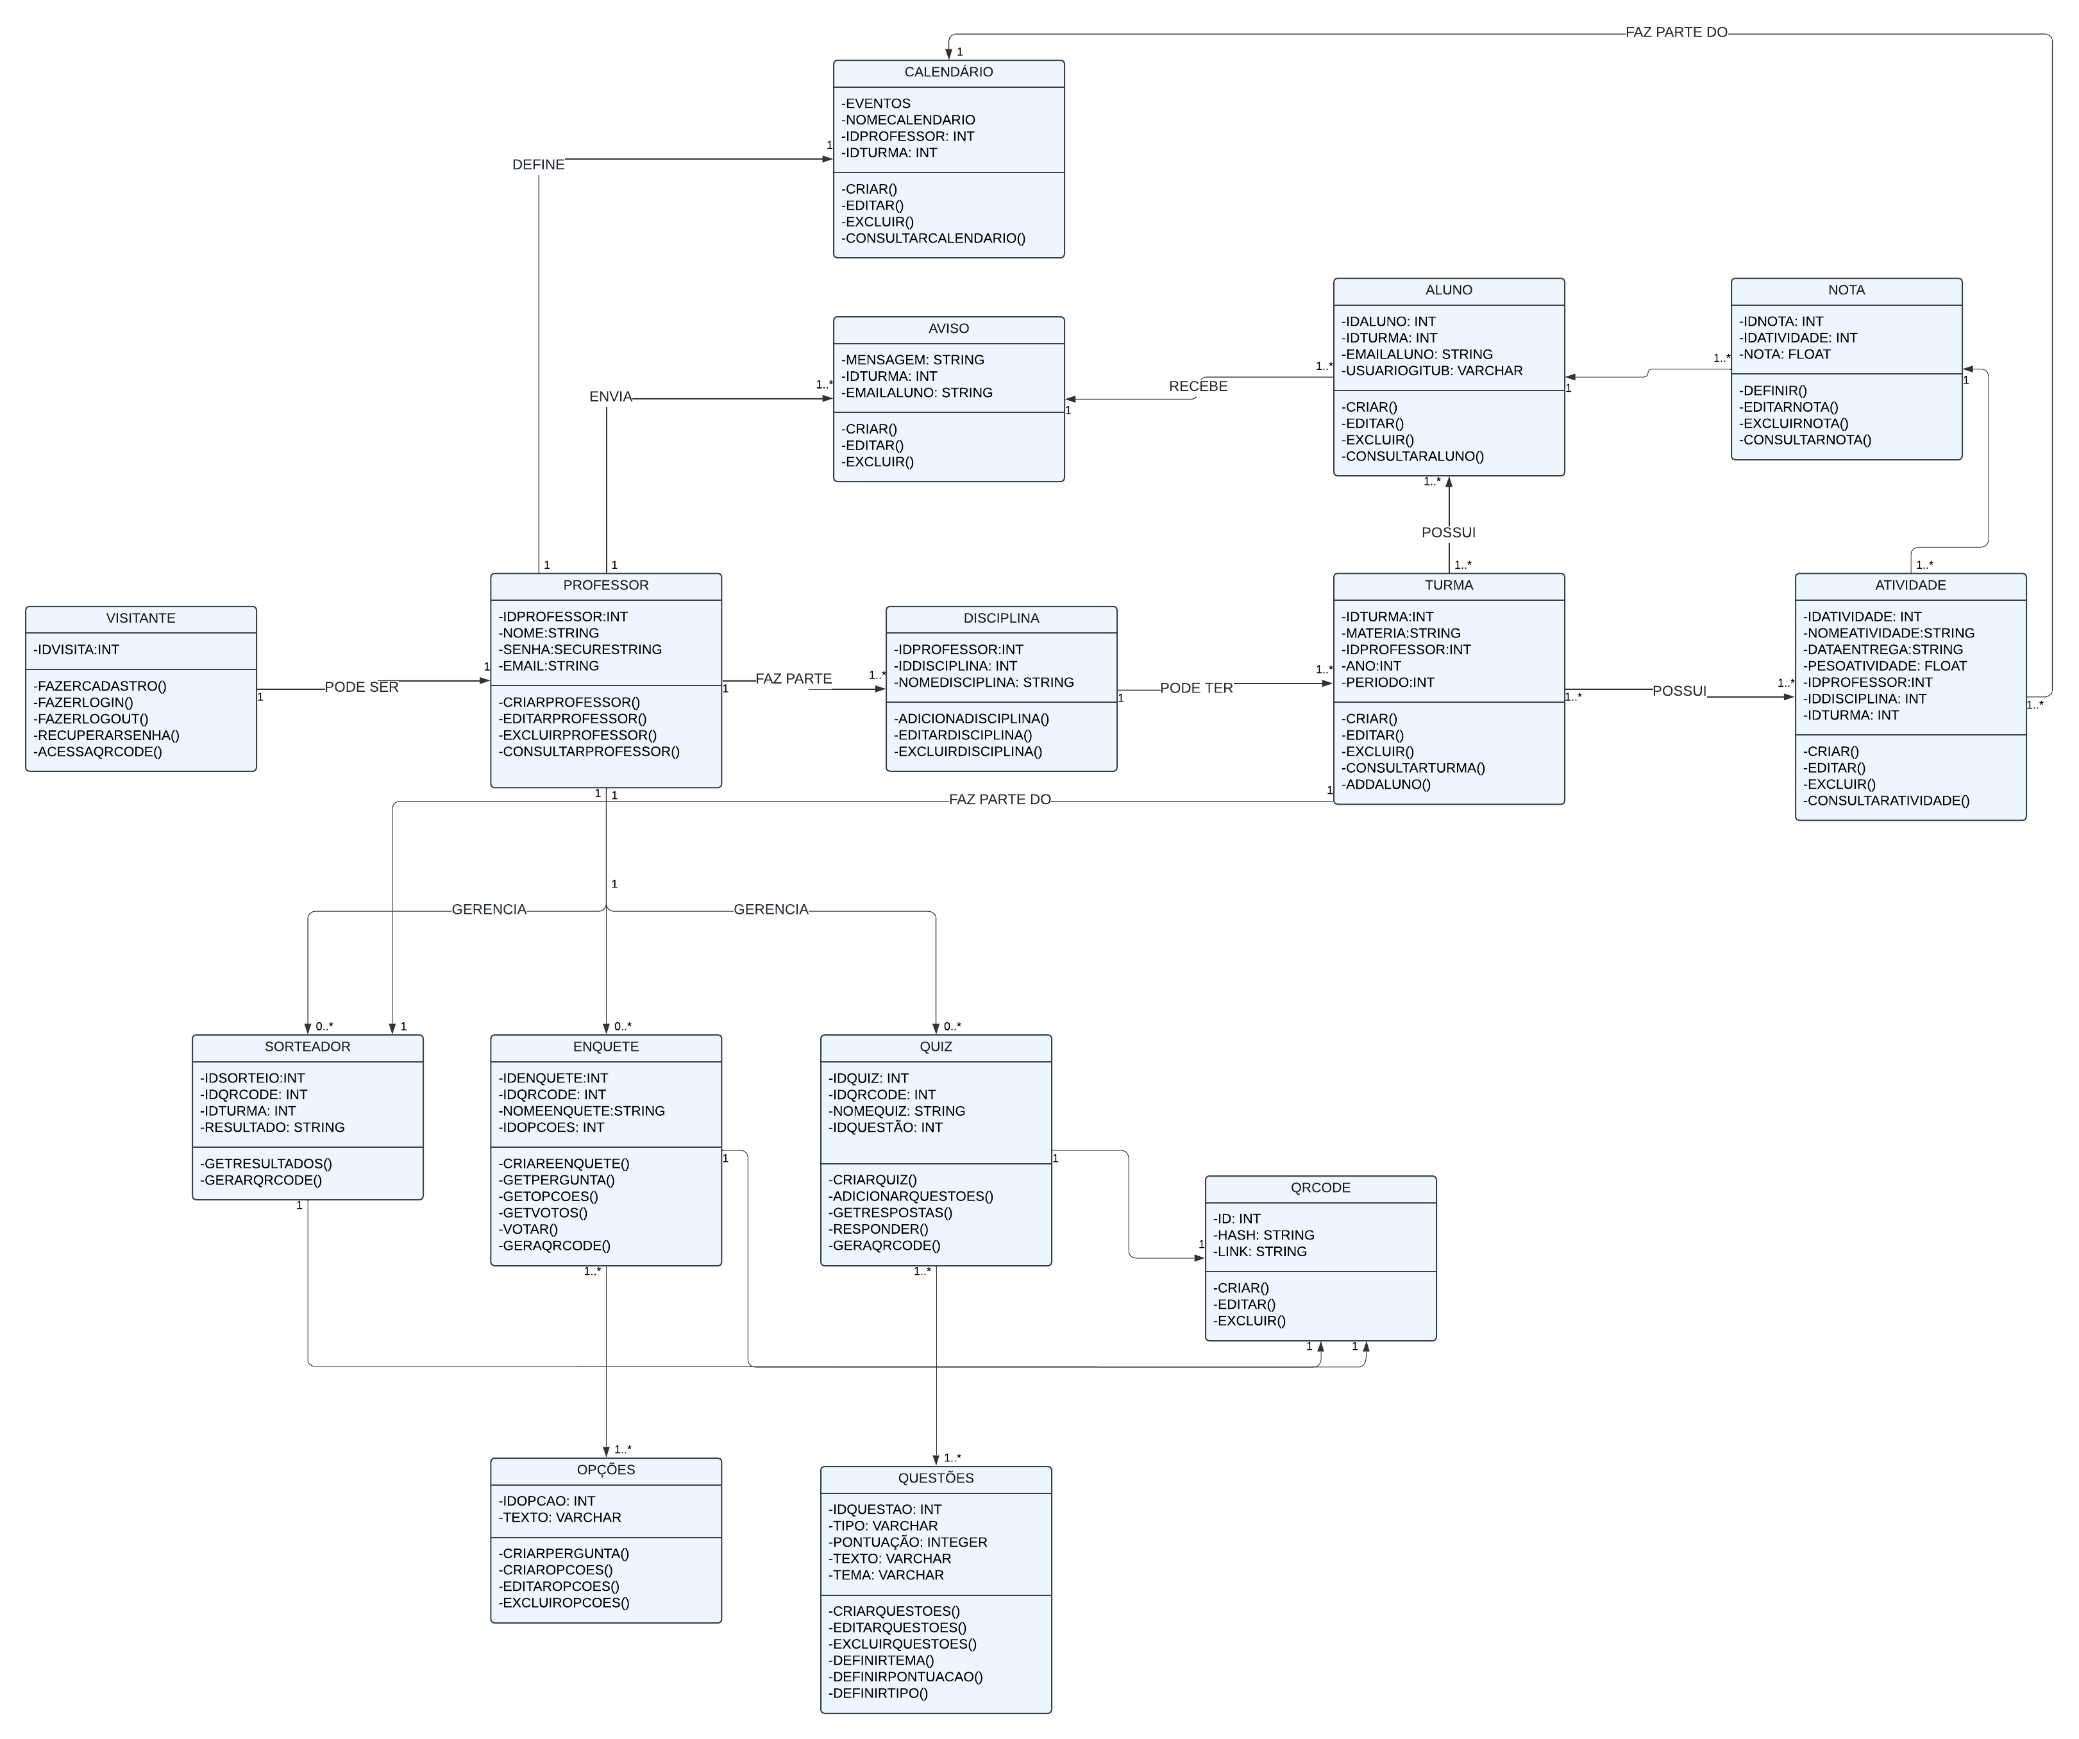 FAZ PARTE DO
1
CALENDÁRIO
-EVENTOS
-NOMECALENDARIO
-IDPROFESSOR: INT
-IDTURMA: INT
-CRIAR()
-EDITAR()
-EXCLUIR()
-CONSULTARCALENDARIO()
1
DEFINE
AVISO
-MENSAGEM: STRING
-IDTURMA: INT
-EMAILALUNO: STRING
-CRIAR()
-EDITAR()
-EXCLUIR()
1..*
ENVIA
RECEBE
1
1..*
ALUNO
-IDALUNO: INT
-IDTURMA: INT
-EMAILALUNO: STRING
-USUARIOGITUB: VARCHAR
-CRIAR()
-EDITAR()
-EXCLUIR()
-CONSULTARALUNO()
1
1..*
NOTA
-IDNOTA: INT
-IDATIVIDADE: INT
-NOTA: FLOAT
-DEFINIR()
-EDITARNOTA()
-EXCLUIRNOTA()
-CONSULTARNOTA()
1
1..*
POSSUI
1..*
1..*
1
1
VISITANTE
-IDVISITA:INT
-FAZERCADASTRO()
-FAZERLOGIN()
-FAZERLOGOUT()
-RECUPERARSENHA()
-ACESSAQRCODE()
1
PODE SER
1
PROFESSOR
-IDPROFESSOR:INT
-NOME:STRING
-SENHA:SECURESTRING
-EMAIL:STRING
-CRIARPROFESSOR()
-EDITARPROFESSOR()
-EXCLUIRPROFESSOR()
-CONSULTARPROFESSOR()
1
FAZ PARTE
1..*
DISCIPLINA
-IDPROFESSOR:INT
-IDDISCIPLINA: INT
-NOMEDISCIPLINA: STRING
-ADICIONADISCIPLINA()
-EDITARDISCIPLINA()
-EXCLUIRDISCIPLINA()
1
PODE TER
1..*
TURMA
-IDTURMA:INT
-MATERIA:STRING
-IDPROFESSOR:INT
-ANO:INT
-PERIODO:INT
-CRIAR()
-EDITAR()
-EXCLUIR()
-CONSULTARTURMA()
-ADDALUNO()
1..*
POSSUI
1..*
ATIVIDADE
-IDATIVIDADE: INT
-NOMEATIVIDADE:STRING
-DATAENTREGA:STRING
-PESOATIVIDADE: FLOAT
-IDPROFESSOR:INT
-IDDISCIPLINA: INT
-IDTURMA: INT
-CRIAR()
-EDITAR()
-EXCLUIR()
-CONSULTARATIVIDADE()
1..*
1
1
FAZ PARTE DO
1
1
GERENCIA
GERENCIA
0..*
1
0..*
0..*
SORTEADOR
-IDSORTEIO:INT
-IDQRCODE: INT
-IDTURMA: INT
-RESULTADO: STRING
-GETRESULTADOS()
-GERARQRCODE()
1
ENQUETE
-IDENQUETE:INT
-IDQRCODE: INT
-NOMEENQUETE:STRING
-IDOPCOES: INT
-CRIAREENQUETE()
-GETPERGUNTA()
-GETOPCOES()
-GETVOTOS()
-VOTAR()
-GERAQRCODE()
1
1..*
QUIZ
-IDQUIZ: INT
-IDQRCODE: INT
-NOMEQUIZ: STRING
-IDQUESTÃO: INT
-CRIARQUIZ()
-ADICIONARQUESTOES()
-GETRESPOSTAS()
-RESPONDER()
-GERAQRCODE()
1
1..*
1
QRCODE
-ID: INT
-HASH: STRING
-LINK: STRING
-CRIAR()
-EDITAR()
-EXCLUIR()
1
1
1..*
OPÇÕES
-IDOPCAO: INT
-TEXTO: VARCHAR
-CRIARPERGUNTA()
-CRIAROPCOES()
-EDITAROPCOES()
-EXCLUIROPCOES()
1..*
QUESTÕES
-IDQUESTAO: INT
-TIPO: VARCHAR
-PONTUAÇÃO: INTEGER
-TEXTO: VARCHAR
-TEMA: VARCHAR
-CRIARQUESTOES()
-EDITARQUESTOES()
-EXCLUIRQUESTOES()
-DEFINIRTEMA()
-DEFINIRPONTUACAO()
-DEFINIRTIPO()